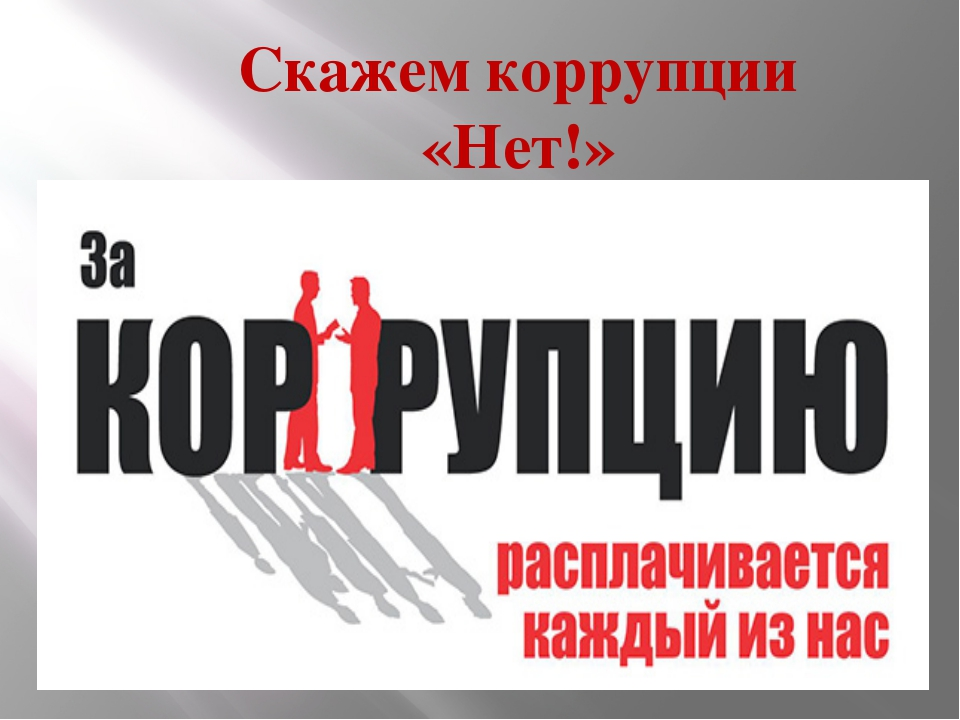 Скажем коррупции
«Нет!»
За
КОРРУПЦИЮ
расплачивается
каждый из нас